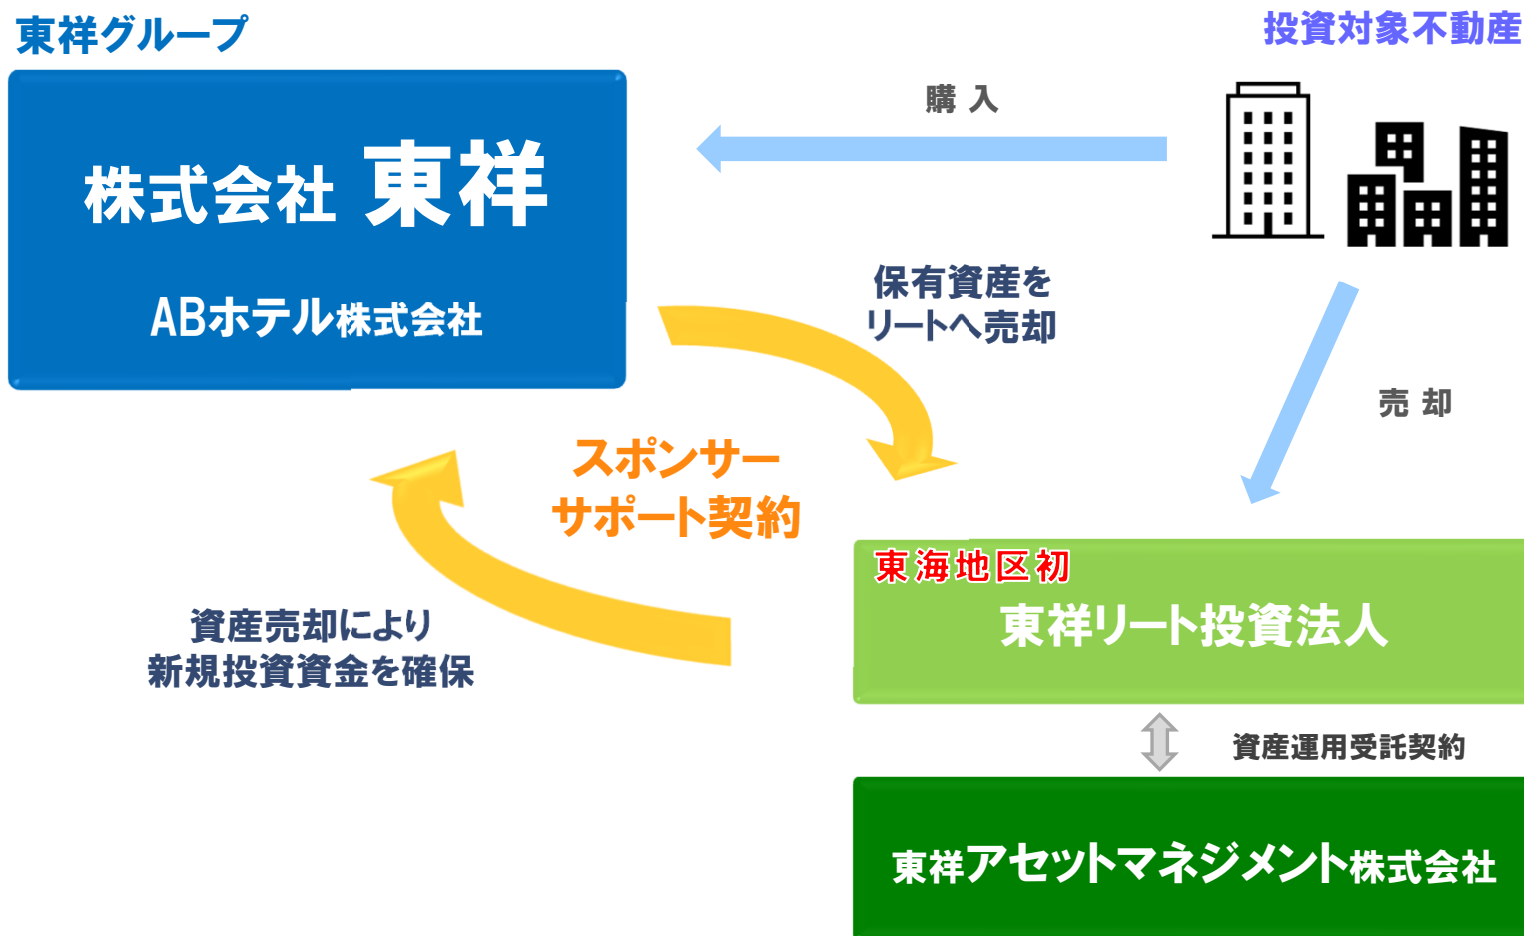 東祥グループ
投資対象不動産
購 入
株式会社 東祥
ABホテル株式会社
保有資産を
リートへ売却
売 却
スポンサー
サポート契約
東海地区初
東祥リート投資法人
資産売却により
新規投資資金を確保
資産運用受託契約
東祥アセットマネジメント株式会社